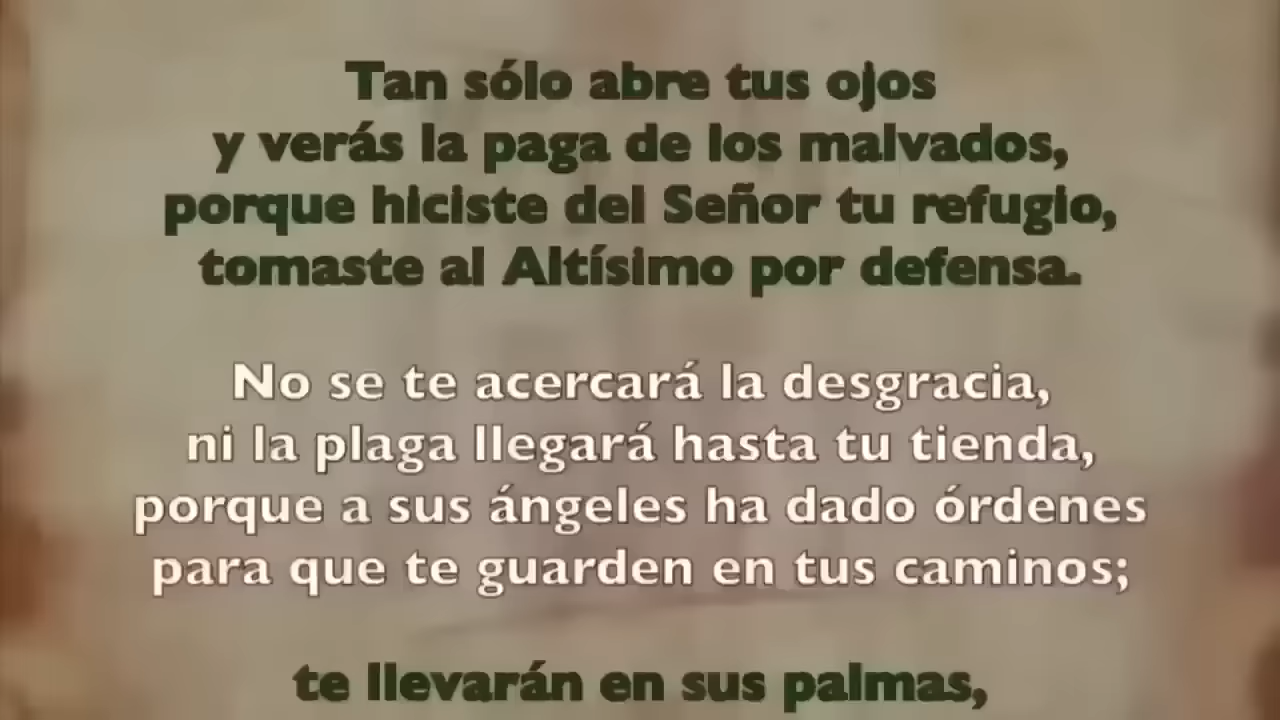 Tan sólo abre tus ojos
y verás la paga de los malvados,
porque hiciste del Señor tu refugio,
tomaste al Altísimo por defensa.
No se te acercará la desgracia,
ni la plaga llegará hasta tu tienda,
porque a sus ángeles ha dado órdenes
para que te guarden en tus caminos;
te llevarán en sus palmas,